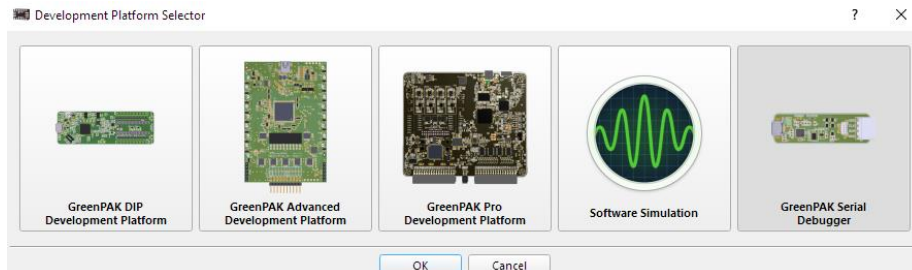 Development Platform Selector
? X
GreenPAK DIP
Development Platform
GreenPAK Advanced
Development Platform
GreenPAK Pro
Development Platform
Software Simulation
GreenPAK Serial
Debugger
OK
Cancel